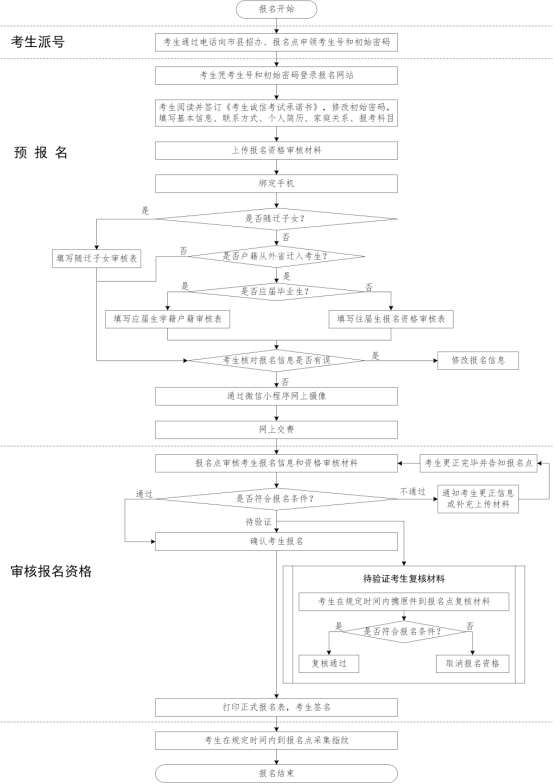 报名开始
考生派号
考生通过电话向市县招办、报名点申领考生号和初始密码
考生凭考生号和初始密码登录报名网站
考生阅读并签订《考生诚信考试承诺书》，修改初始密码，
填写基本信息、联系方式、个人简历、家庭关系、报考科目
预 报 名
上传报名资格审核材料
绑定手机
是
是否随迁子女？
否
填写随迁子女审核表
否
是否户籍从外省迁入考生？
是
是
是否应届毕业生？
否
填写应届生学籍户籍审核表
填写往届生报名资格审核表
考生核对报名信息是否有误
是
修改报名信息
否
通过微信小程序网上摄像
网上交费
报名点审核考生报名信息和资格审核材料
考生更正完毕并告知报名点
通过
是否符合报名条件？
不通过
通知考生更正信息
或补充上传材料
待验证
确认考生报名
审核报名资格
待验证考生复核材料
考生在规定时间内携原件到报名点复核材料
是
是否符合报名条件？
否
复核通过
取消报名资格
打印正式报名表，考生签名
考生在规定时间内到报名点采集指纹
报名结束